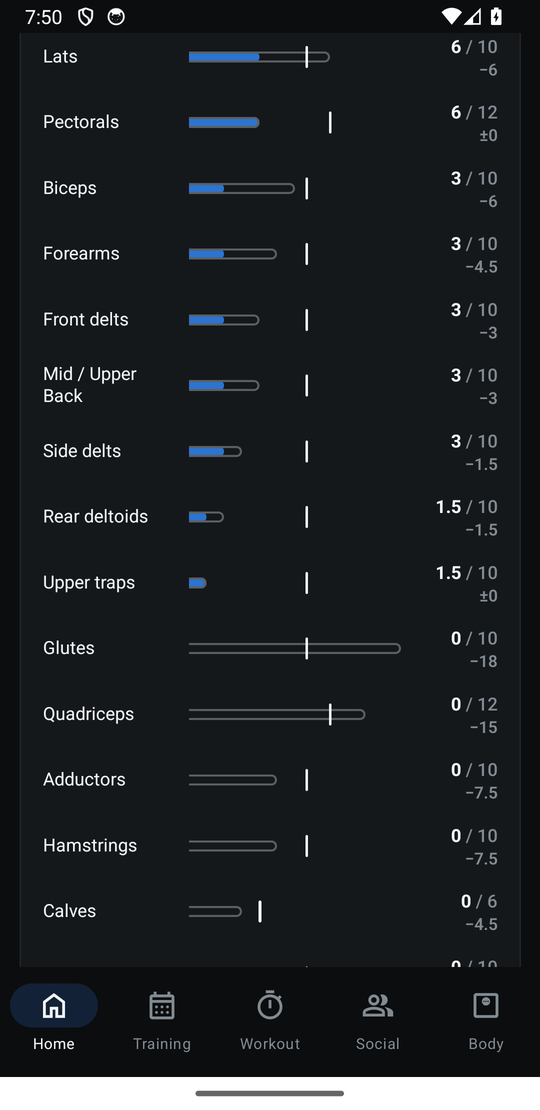 7:50
Lats
6 / 10
−6
Pectorals
6 / 12
±0
Biceps
3 / 10
−6
Forearms
3 / 10
−4.5
Front delts
3 / 10
−3
Mid / Upper
Back
3 / 10
−3
Side delts
3 / 10
−1.5
Rear deltoids
1.5 / 10
−1.5
Upper traps
1.5 / 10
±0
Glutes
0 / 10
−18
Quadriceps
0 / 12
−15
Adductors
0 / 10
−7.5
Hamstrings
0 / 10
−7.5
Calves
0 / 6
−4.5
0 / 10
Home
Training
Workout
Social
Body